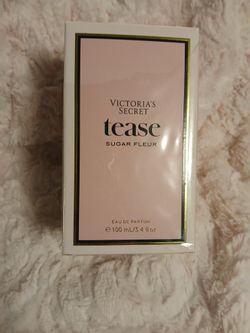 VICTORIA'S
SECRET
tease
SUGAR FLEUR
EAU DE PARFUM
℮ 100 mL/3.4 fl oz